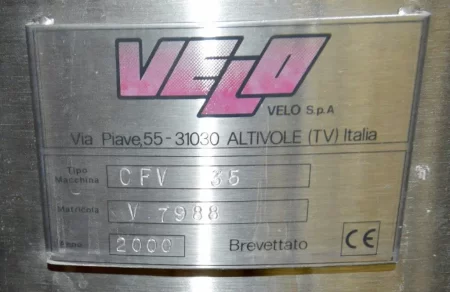 VELO
VELO S.p.A
Via Piave,55-31030 ALTIVOLE (TV) Italia
Tipo Macchina CFV 35
Matricola V 7988
Anno 2000 Brevettato CE